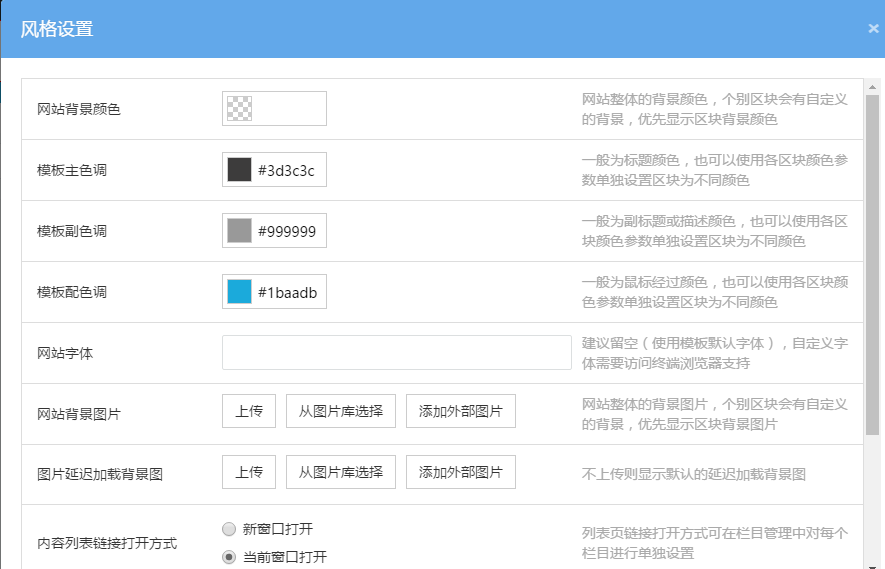 风格设置
×
网站背景颜色
网站整体的背景颜色，个别区块会有自定义
的背景，优先显示区块背景颜色
模板主色调
#3d3c3c
一般为标题颜色，也可以使用各区块颜色参
数单独设置区块为不同颜色
模板副色调
#999999
一般为副标题或描述颜色，也可以使用各区
块颜色参数单独设置区块为不同颜色
模板配色调
#1baadb
一般为鼠标经过颜色，也可以使用各区块颜
色参数单独设置区块为不同颜色
网站字体
建议留空（使用模板默认字体），自定义字
体需要访问终端浏览器支持
网站背景图片
上传 从图片库选择 添加外部图片
网站整体的背景图片，个别区块会有自定义
的背景，优先显示区块背景图片
图片延迟加载背景图
上传 从图片库选择 添加外部图片
不上传则显示默认的延迟加载背景图
内容列表链接打开方式
新窗口打开
当前窗口打开
列表页链接打开方式可在栏目管理中对每个
栏目进行单独设置